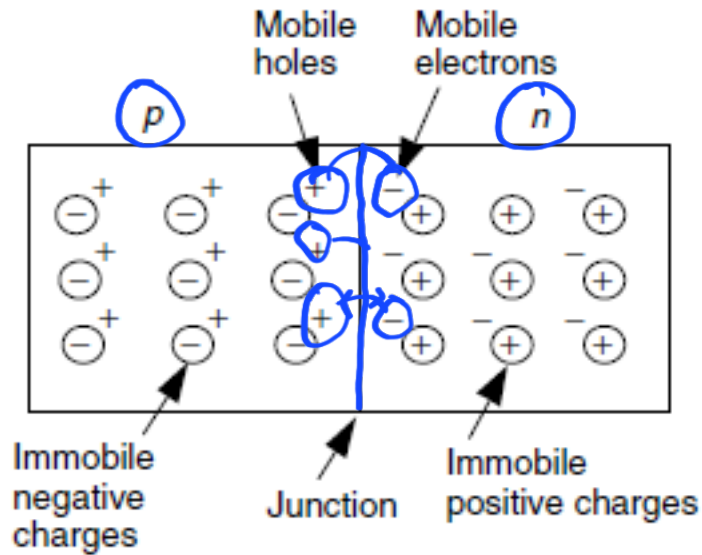 Mobile
holes
Mobile
electrons
p
n
+ + + − − −
− − − + + +
+ + + − − −
− − − + + +
+ + + − − −
− − − + + +
Immobile
negative
charges
Junction
Immobile
positive charges